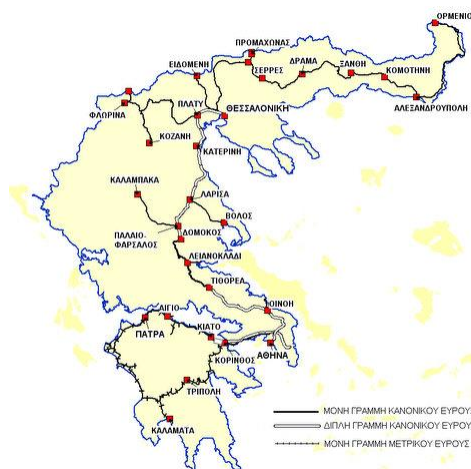 ΟΡΜΕΝΙΟ
ΠΡΟΜΑΧΩΝΑΣ
ΕΙΔΟΜΕΝΗ
ΣΕΡΡΕΣ
ΔΡΑΜΑ
ΞΑΝΘΗ
ΚΟΜΟΤΗΝΗ
ΑΛΕΞΑΝΔΡΟΥΠΟΛΗ
ΦΛΩΡΙΝΑ
ΠΛΑΤΥ
ΘΕΣΣΑΛΟΝΙΚΗ
ΚΟΖΑΝΗ
ΚΑΤΕΡΙΝΗ
ΚΑΛΑΜΠΑΚΑ
ΛΑΡΙΣΑ
ΒΟΛΟΣ
ΠΑΛΑΙΟ-
ΦΑΡΣΑΛΟΣ
ΔΟΜΟΚΟΣ
ΛΕΙΑΝΟΚΛΑΔΙ
ΤΙΘΟΡΕΑ
ΟΙΝΟΗ
ΑΙΓΙΟ
ΠΑΤΡΑ
ΚΙΑΤΟ
ΚΟΡΙΝΘΟΣ
ΑΘΗΝΑ
ΤΡΙΠΟΛΗ
ΚΑΛΑΜΑΤΑ
ΜΟΝΗ ΓΡΑΜΜΗ ΚΑΝΟΝΙΚΟΥ ΕΥΡΟΥΣ
ΔΙΠΛΗ ΓΡΑΜΜΗ ΚΑΝΟΝΙΚΟΥ ΕΥΡΟΥΣ
ΜΟΝΗ ΓΡΑΜΜΗ ΜΕΤΡΙΚΟΥ ΕΥΡΟΥΣ